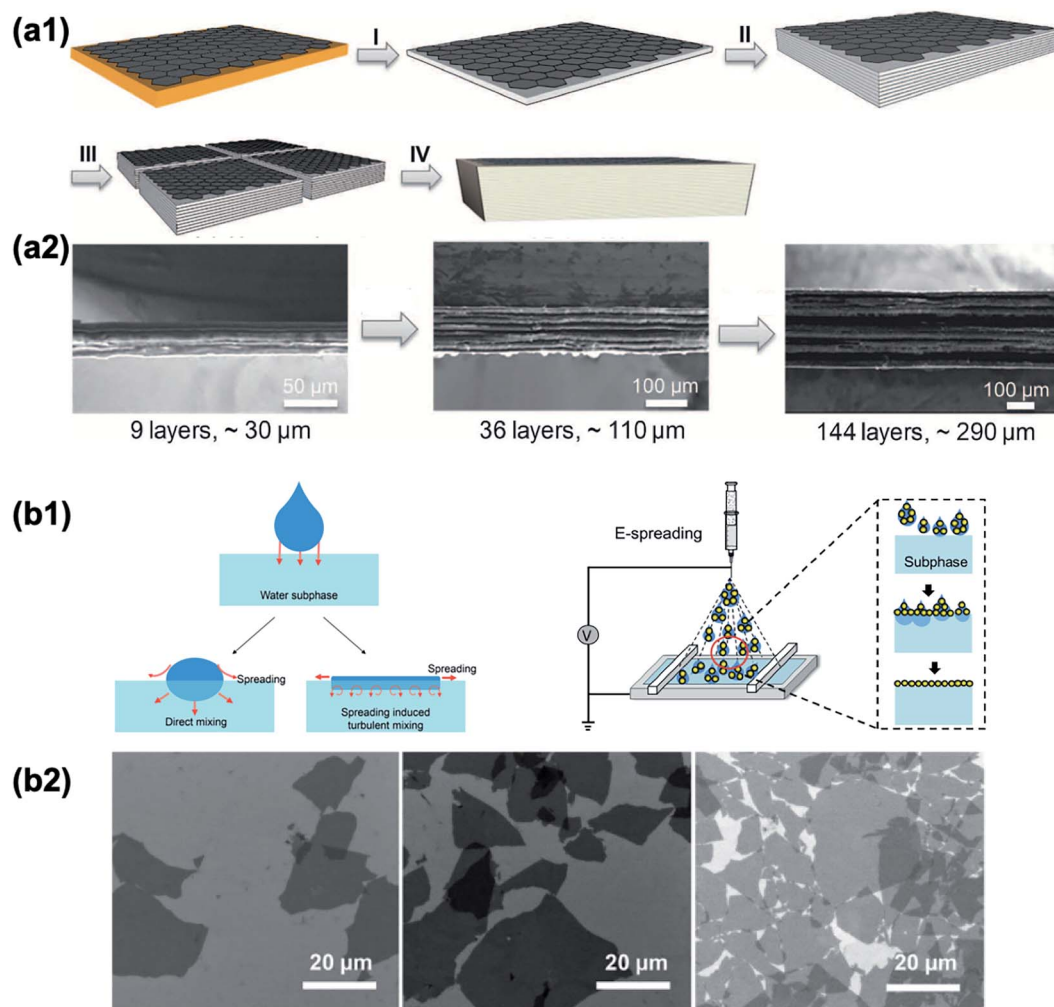 (a1)
I
II
III
IV
(a2)
50 µm
100 µm
100 µm
9 layers, ~ 30 µm
36 layers, ~ 110 µm
144 layers, ~ 290 µm
(b1)
Water subphase
Spreading
Direct mixing
Spreading
Spreading induced
turbulent mixing
E-spreading
V
Subphase
(b2)
20 µm
20 µm
20 µm